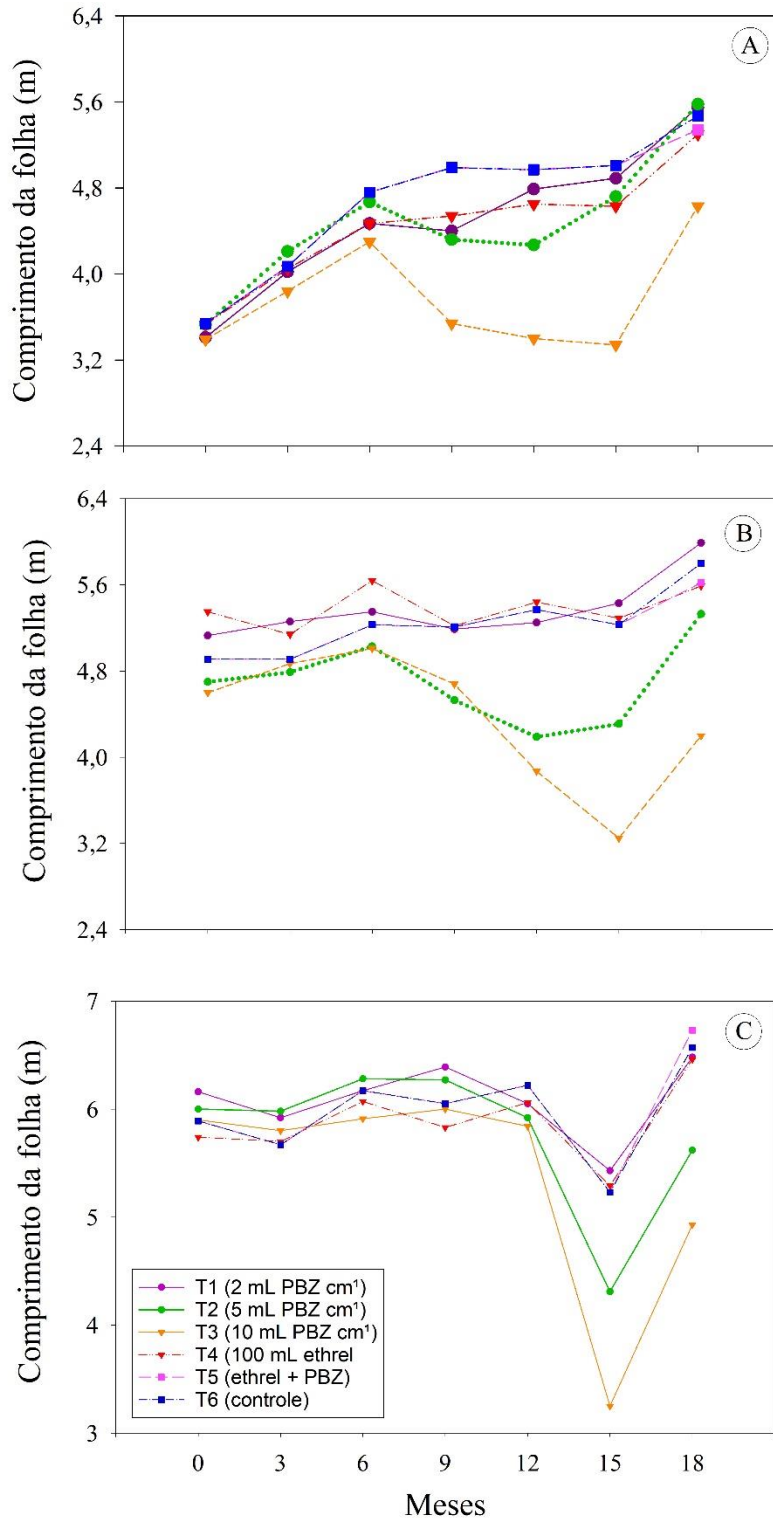 Comprimento da folha (m)
6,4
5,6
4,8
4,0
3,2
2,4
A
Comprimento da folha (m)
6,4
5,6
4,8
4,0
3,2
2,4
B
Comprimento da folha (m)
7
6
5
4
3
C
T1 (2 mL PBZ cm¹)
T2 (5 mL PBZ cm¹)
T3 (10 mL PBZ cm¹)
T4 (100 mL ethrel
T5 (ethrel + PBZ)
T6 (controle)
0 3 6 9 12 15 18
Meses